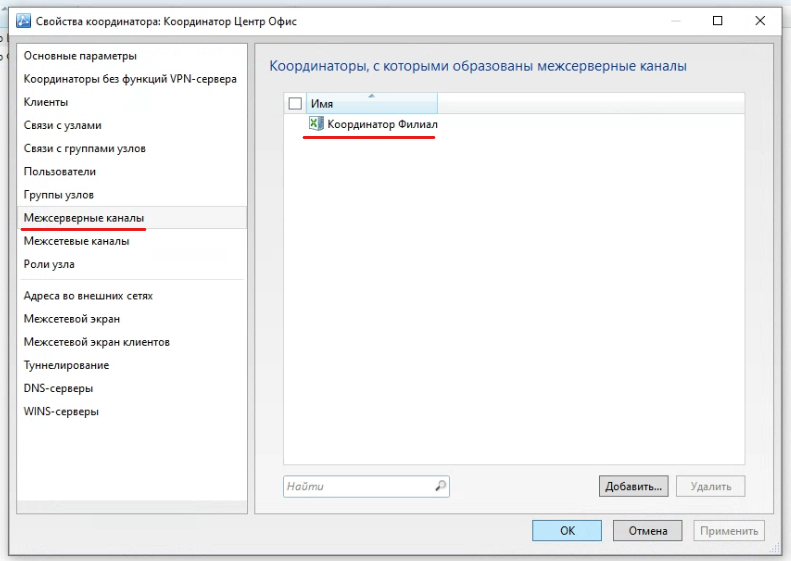 Свойства координатора: Координатор Центр Офис
Основные параметры
Координаторы без функций VPN-сервера
Клиенты
Связи с узлами
Связи с группами узлов
Пользователи
Группы узлов
Межсерверные каналы
Межсетевые каналы
Роли узла
Адреса во внешних сетях
Межсетевой экран
Межсетевой экран клиентов
Туннелирование
DNS-серверы
WINS-серверы
Координаторы, с которыми образованы межсерверные каналы
Имя
Координатор Филиал
Найти
Добавить...
Удалить
OK
Отмена
Применить